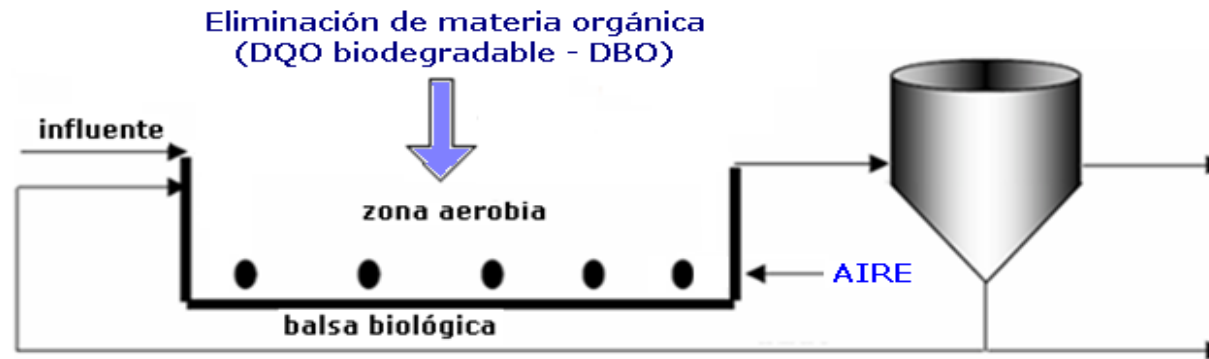 Eliminación de materia orgánica
(DQO biodegradable - DBO)
influente
zona aerobia
AIRE
balsa biológica